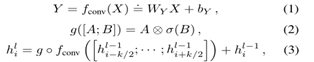 Y = f_conv(X) ≐ W_Y X + b_Y , (1)
g([A; B]) = A ⊗ σ(B) , (2)
h_i^l = g ∘ f_conv ([h_{i−k/2}^{l−1}; ··· ; h_{i+k/2}^{l−1}]) + h_i^{l−1} , (3)